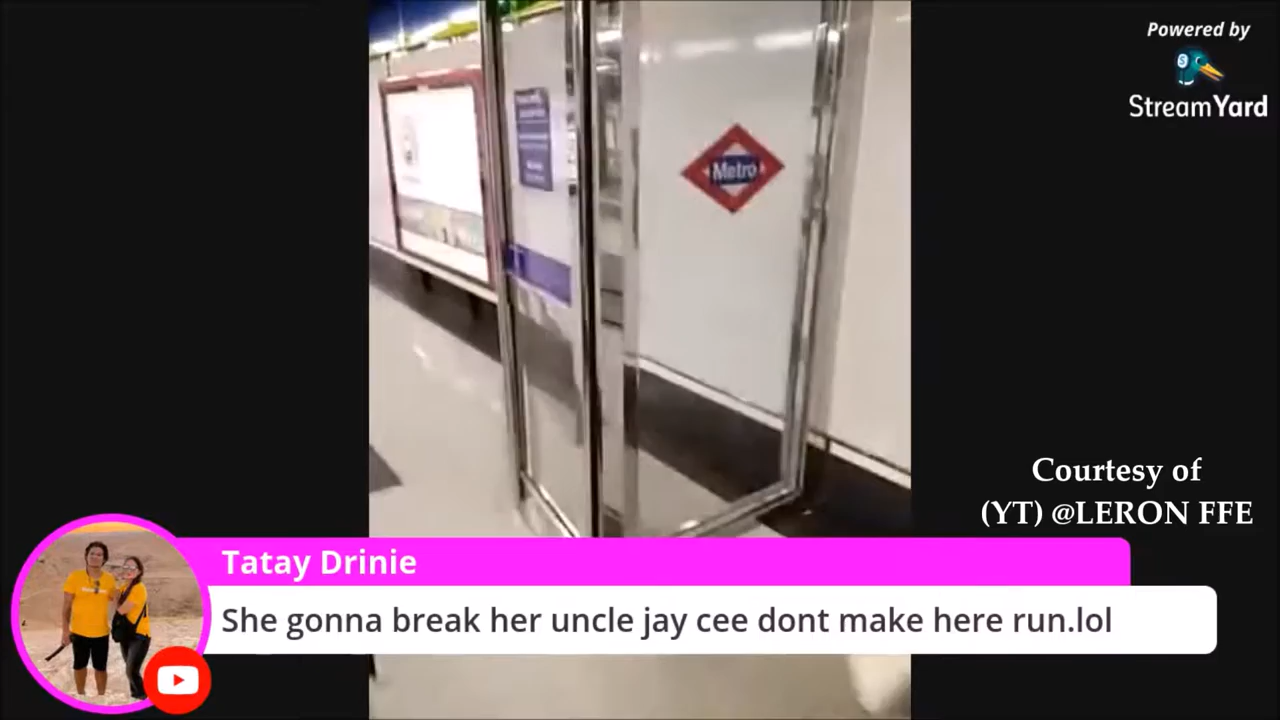 Powered by
StreamYard
Metro
Courtesy of
(YT) @LERON FFE
Tatay Drinie
She gonna break her uncle jay cee dont make here run.lol